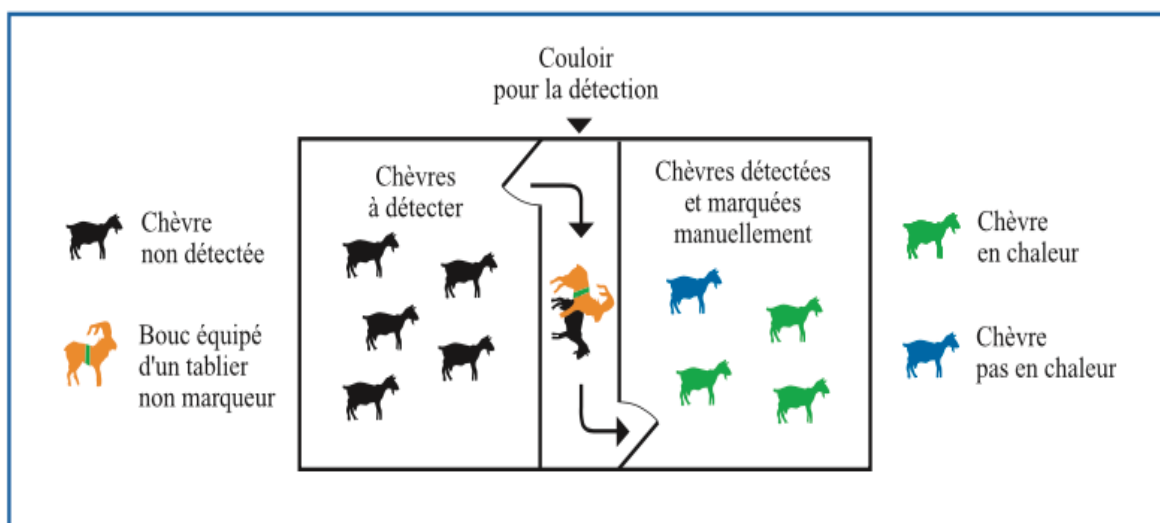 Couloir
pour la détection
Chèvres
à détecter
Chèvres détectées
et marquées
manuellement
Chèvre
non détectée
Bouc équipé
d'un tablier
non marqueur
Chèvre
en chaleur
Chèvre
pas en chaleur